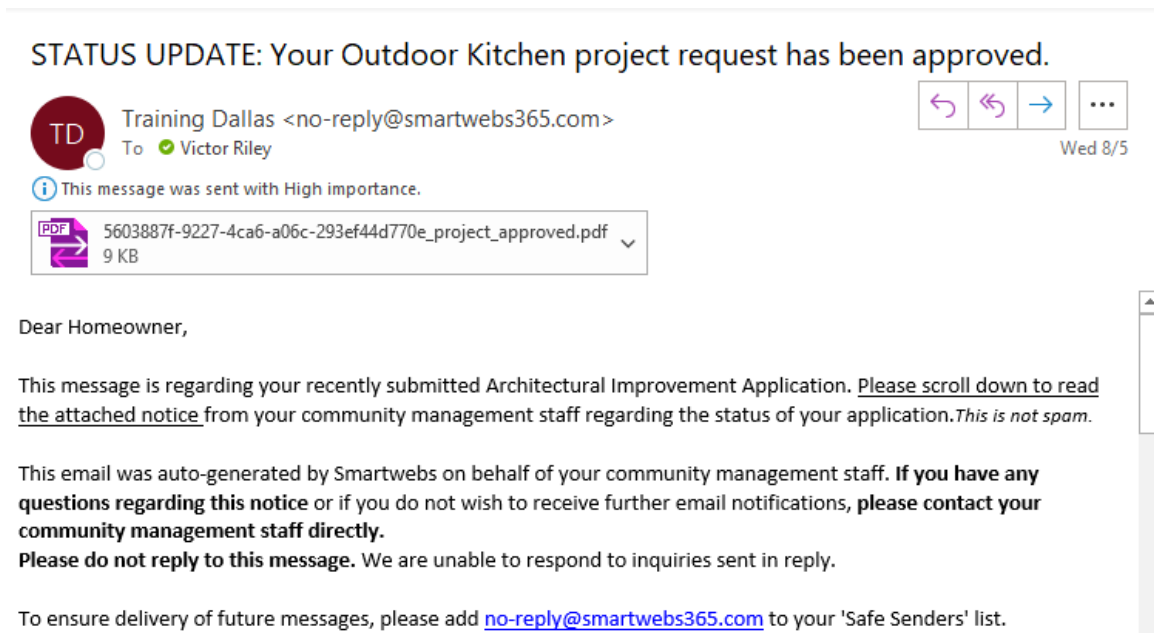 STATUS UPDATE: Your Outdoor Kitchen project request has been approved.
TD
Training Dallas <no-reply@smartwebs365.com>
To Victor Riley
Wed 8/5
This message was sent with High importance.
PDF
5603887f-9227-4ca6-a06c-293ef44d770e_project_approved.pdf
9 KB
Dear Homeowner,
This message is regarding your recently submitted Architectural Improvement Application. Please scroll down to read
the attached notice from your community management staff regarding the status of your application.This is not spam.
This email was auto-generated by Smartwebs on behalf of your community management staff. If you have any
questions regarding this notice or if you do not wish to receive further email notifications, please contact your
community management staff directly.
Please do not reply to this message. We are unable to respond to inquiries sent in reply.
To ensure delivery of future messages, please add no-reply@smartwebs365.com to your 'Safe Senders' list.